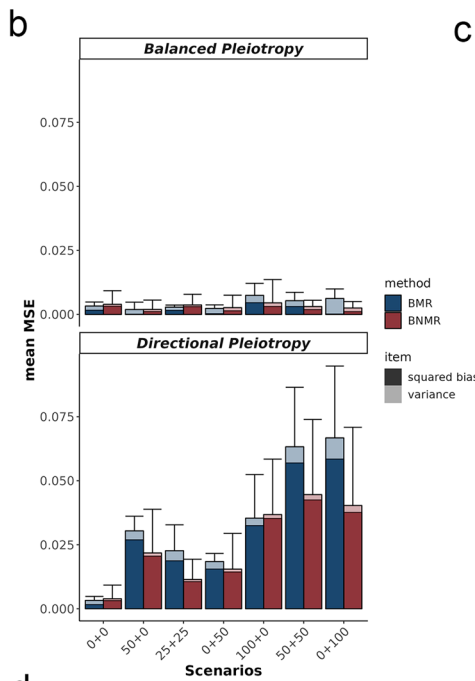 b
c
Balanced Pleiotropy
0.075
0.050
0.025
0.000
mean MSE
Directional Pleiotropy
0.075
0.050
0.025
0.000
0+0
50+0
25+25
0+50
100+0
50+50
0+100
Scenarios
method
BMR
BNMR
item
squared bias
variance